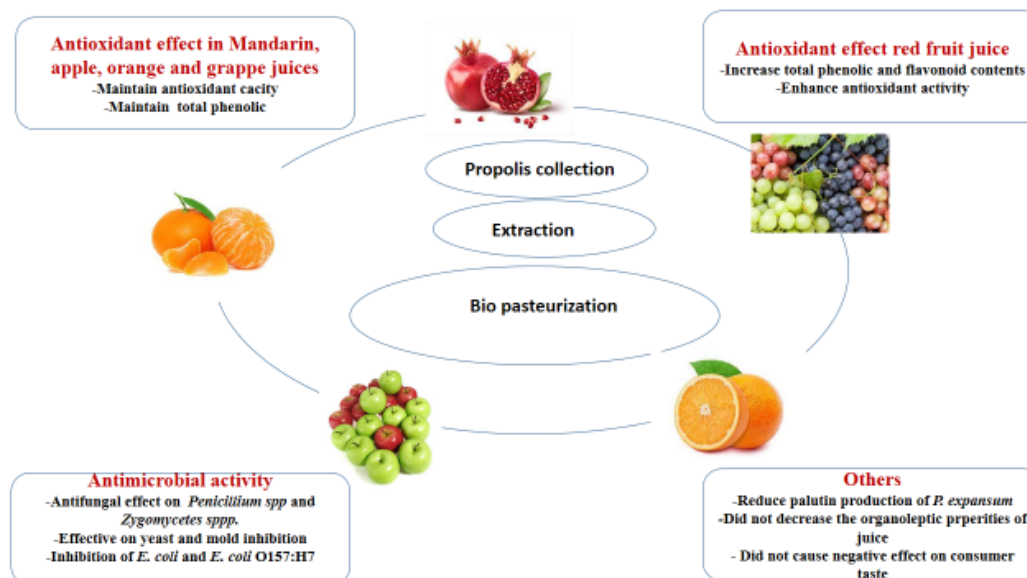 Antioxidant effect in Mandarin,
apple, orange and grappe juices
-Maintain antioxidant cacity
-Maintain total phenolic
Antioxidant effect red fruit juice
-Increase total phenolic and flavonoid contents
-Enhance antioxidant activity
Propolis collection
Extraction
Bio pasteurization
Antimicrobial activity
-Antifungal effect on Penicillium spp and
Zygomycetes sppp.
-Effective on yeast and mold inhibition
-Inhibition of E. coli and E. coli O157:H7
Others
-Reduce palutin production of P. expansum
-Did not decrease the organoleptic prperities of
juice
- Did not cause negative effect on consumer
taste